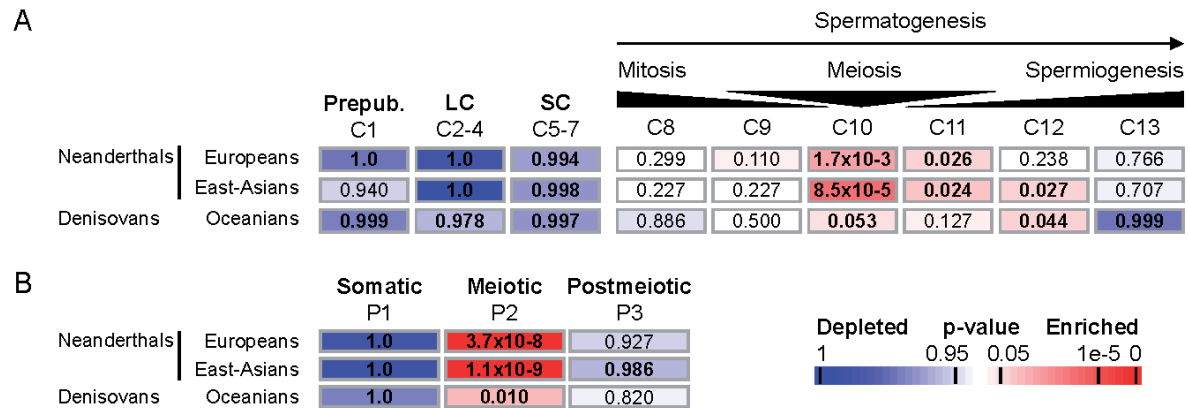 A
Spermatogenesis
Mitosis Meiosis Spermiogenesis
Prepub. LC SC
C1 C2-4 C5-7 C8 C9 C10 C11 C12 C13
Neanderthals Europeans 1.0 1.0 0.994 0.299 0.110 1.7x10-3 0.026 0.238 0.766
East-Asians 0.940 1.0 0.998 0.227 0.227 8.5x10-5 0.024 0.027 0.707
Denisovans Oceanians 0.999 0.978 0.997 0.886 0.500 0.053 0.127 0.044 0.999
B
Somatic Meiotic Postmeiotic
P1 P2 P3
Neanderthals Europeans 1.0 3.7x10-8 0.927
East-Asians 1.0 1.1x10-9 0.986
Denisovans Oceanians 1.0 0.010 0.820
Depleted p-value Enriched
1 0.95 0.05 1e-5 0